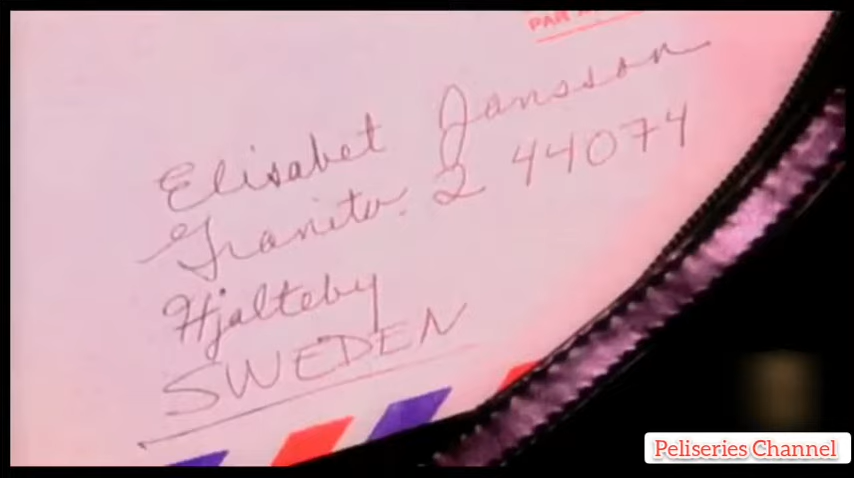 PAR
Elisabet Jansson
Granitv. 2 44074
Hjalteby
SWEDEN
Peliseries Channel